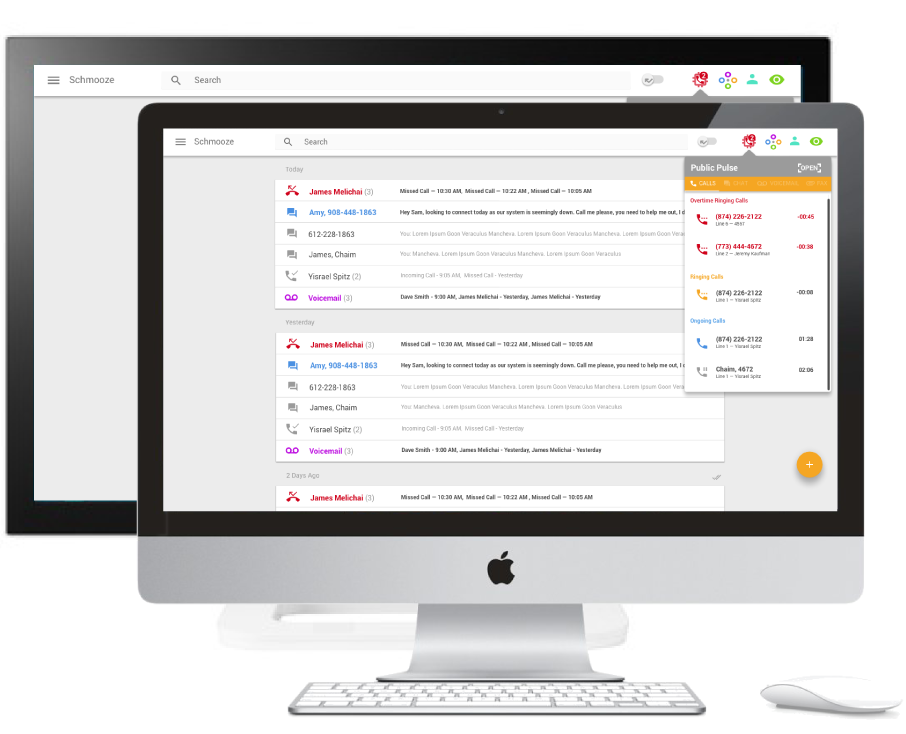 Schmooze
Search
2
Schmooze
Search
2
Today
James Melichai (3)
Missed Call – 10:30 AM, Missed Call – 10:22 AM , Missed Call – 10:05 AM
Amy, 908-448-1863
Hey Sam, looking to connect today as our system is seemingly down. Call me please, you need to help me out, I
612-228-1863
You: Lorem Ipsum Goon Veraculus Mancheva. Lorem Ipsum Goon Veraculus Mancheva. Lorem Ipsum Goon Vera
James, Chaim
You: Mancheva. Lorem Ipsum Goon Veraculus Mancheva. Lorem Ipsum Goon Veraculus
Yisrael Spitz (2)
Incoming Call - 9:05 AM, Missed Call - Yesterday
Voicemail (3)
Dave Smith - 9:00 AM, James Melichai - Yesterday, James Melichai - Yesterday
Yesterday
James Melichai (3)
Missed Call – 10:30 AM, Missed Call – 10:22 AM , Missed Call – 10:05 AM
Amy, 908-448-1863
Hey Sam, looking to connect today as our system is seemingly down. Call me please, you need to help me out, I
612-228-1863
You: Lorem Ipsum Goon Veraculus Mancheva. Lorem Ipsum Goon Veraculus Mancheva. Lorem Ipsum Goon Vera
James, Chaim
You: Mancheva. Lorem Ipsum Goon Veraculus Mancheva. Lorem Ipsum Goon Veraculus
Yisrael Spitz (2)
Incoming Call - 9:05 AM, Missed Call - Yesterday
Voicemail (3)
Dave Smith - 9:00 AM, James Melichai - Yesterday, James Melichai - Yesterday
2 Days Ago
James Melichai (3)
Missed Call – 10:30 AM, Missed Call – 10:22 AM , Missed Call – 10:05 AM
Public Pulse
[OPEN]
CALLS
Overtime Ringing Calls
(874) 226-2122
-00:45
Line 6 – 4567
(773) 444-4672
-00:38
Line 2 – Jeremy Kaufman
Ringing Calls
(874) 226-2122
-00:08
Line 1 – Yisrael Spitz
Ongoing Calls
(874) 226-2122
01:28
Line 1 – Yisrael Spitz
Chaim, 4672
02:06
Line 1 – Yisrael Spitz
+